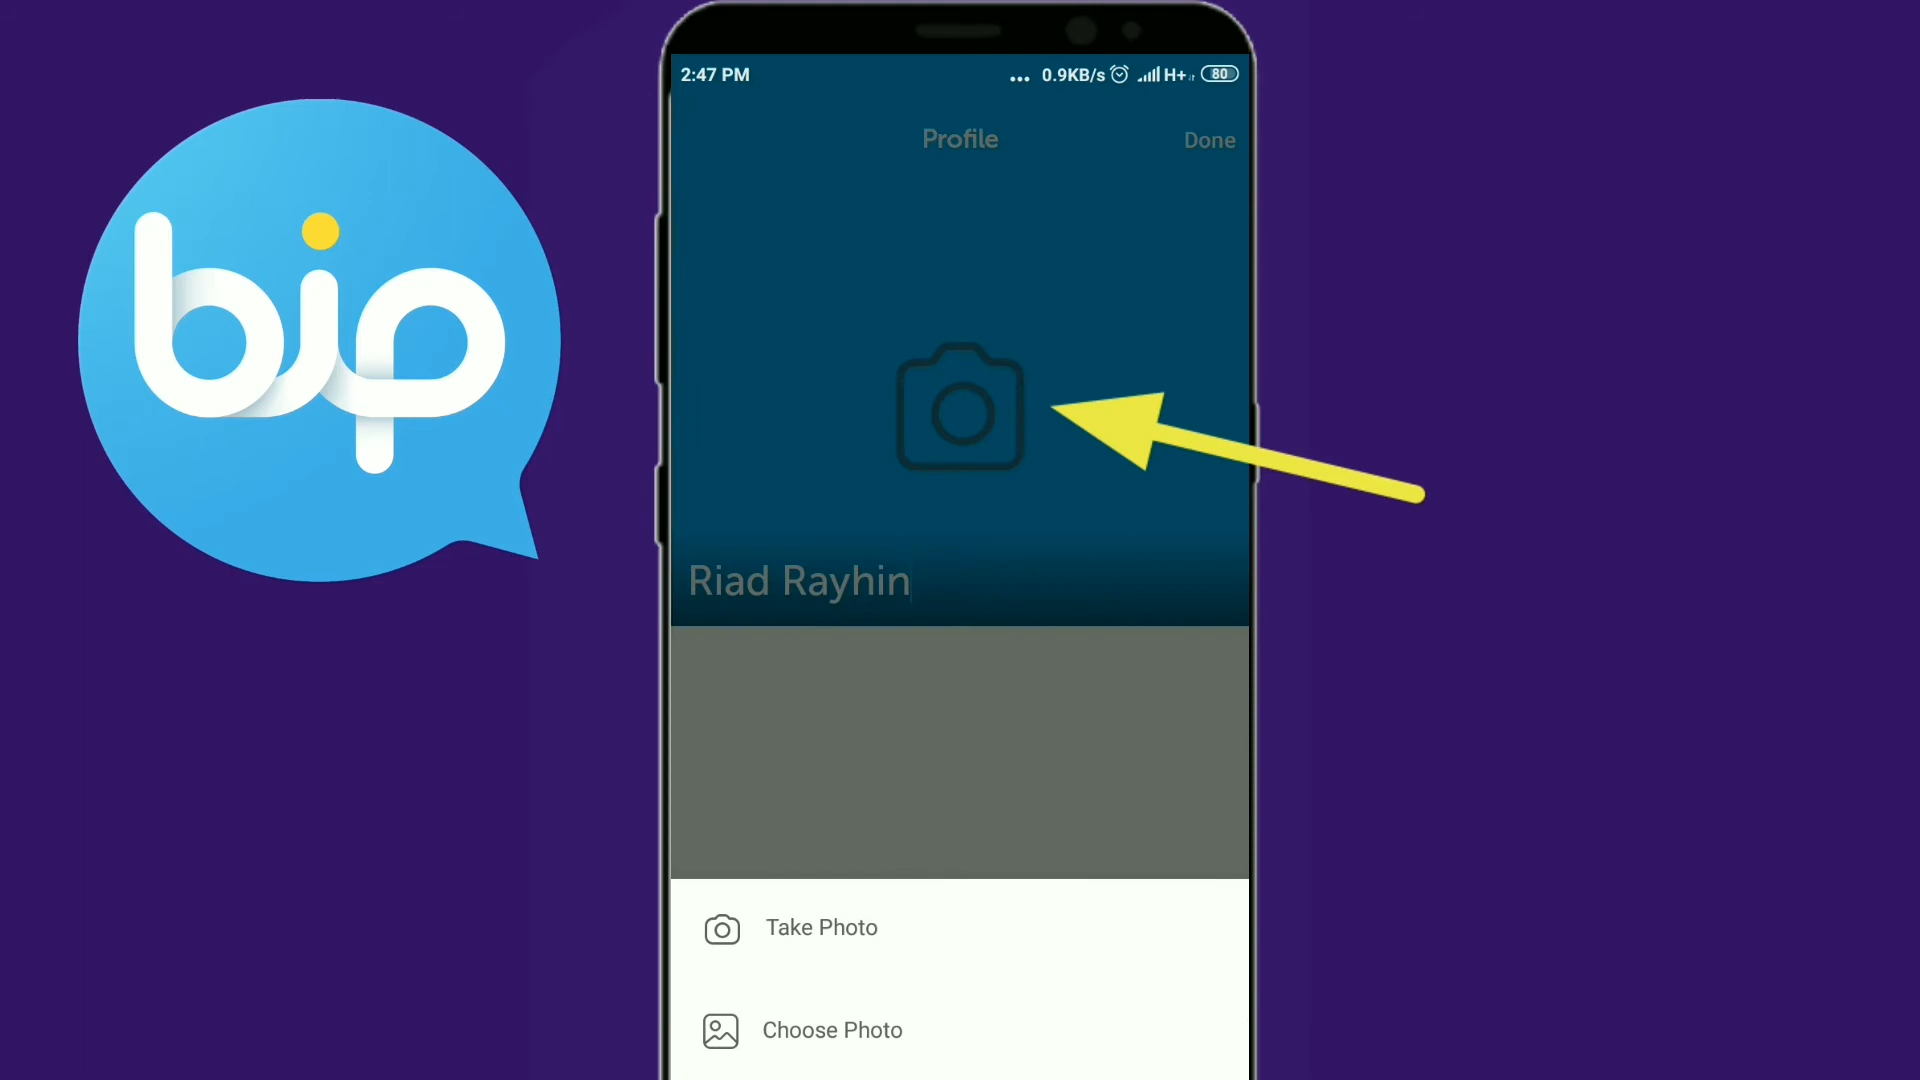 bip
2:47 PM ... 0.9KB/s H+ 80
Profile Done
Riad Rayhin
Take Photo
Choose Photo